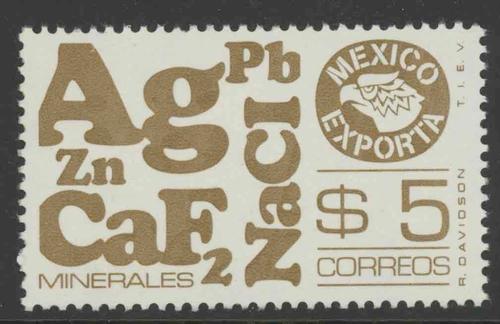 Ag
Pb
Zn
CaF₂
NaCl
MINERALES
MEXICO
EXPORTA
$5
CORREOS
R. DAVIDSON T.I.E.V.